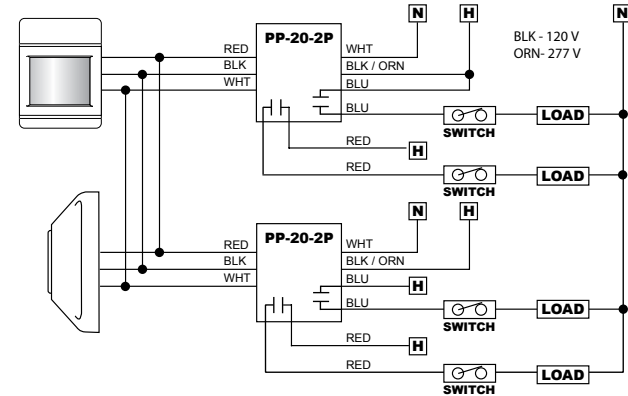 N H N
BLK - 120 V
ORN- 277 V
PP-20-2P
RED WHT
BLK BLK / ORN
WHT BLU
BLU LOAD
SWITCH
RED H
RED LOAD
SWITCH
N H
PP-20-2P
RED WHT
BLK BLK / ORN
WHT BLU H
BLU LOAD
SWITCH
RED H
RED LOAD
SWITCH